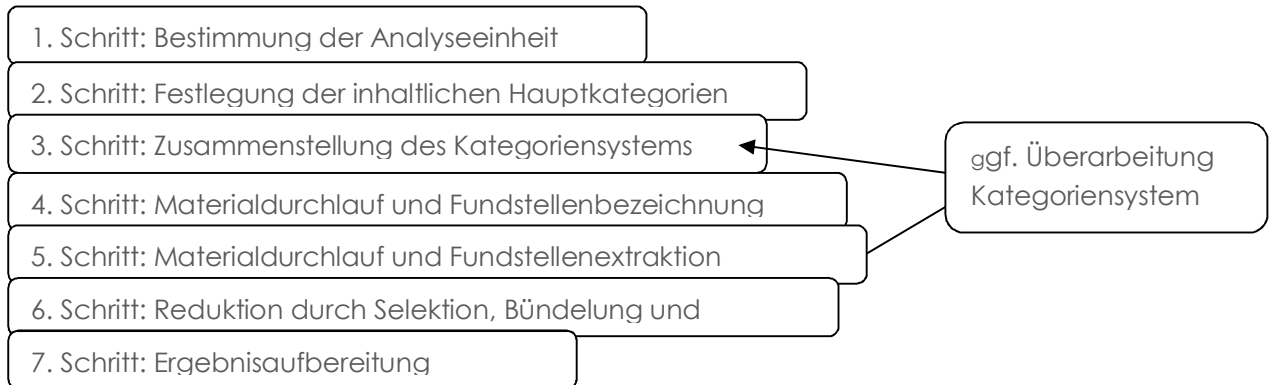 1. Schritt: Bestimmung der Analyseeinheit
2. Schritt: Festlegung der inhaltlichen Hauptkategorien
3. Schritt: Zusammenstellung des Kategoriensystems
4. Schritt: Materialdurchlauf und Fundstellenbezeichnung
5. Schritt: Materialdurchlauf und Fundstellenextraktion
6. Schritt: Reduktion durch Selektion, Bündelung und
7. Schritt: Ergebnisaufbereitung
ggf. Überarbeitung
Kategoriensystem